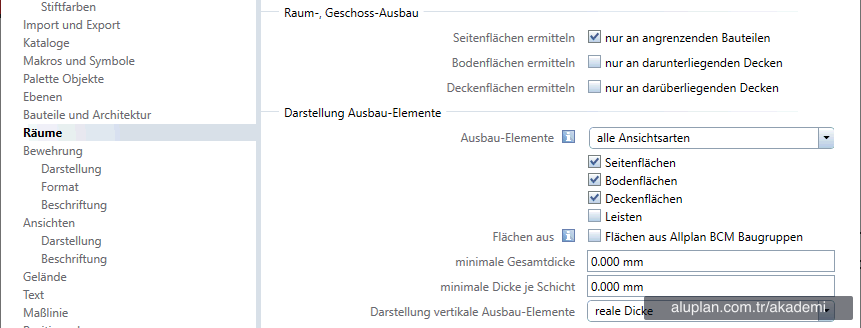 Stiftfarben
Import und Export
Kataloge
Makros und Symbole
Palette Objekte
Ebenen
Bauteile und Architektur
Räume
Bewehrung
Darstellung
Format
Beschriftung
Ansichten
Darstellung
Beschriftung
Gelände
Text
Maßlinie
Raum-, Geschoss-Ausbau
Seitenflächen ermitteln nur an angrenzenden Bauteilen
Bodenflächen ermitteln nur an darunterliegenden Decken
Deckenflächen ermitteln nur an darüberliegenden Decken
Darstellung Ausbau-Elemente
Ausbau-Elemente alle Ansichtsarten
Seitenflächen
Bodenflächen
Deckenflächen
Leisten
Flächen aus Flächen aus Allplan BCM Baugruppen
minimale Gesamtdicke 0.000 mm
minimale Dicke je Schicht 0.000 mm
Darstellung vertikale Ausbau-Elemente reale Dicke
aluplan.com.tr/akademi